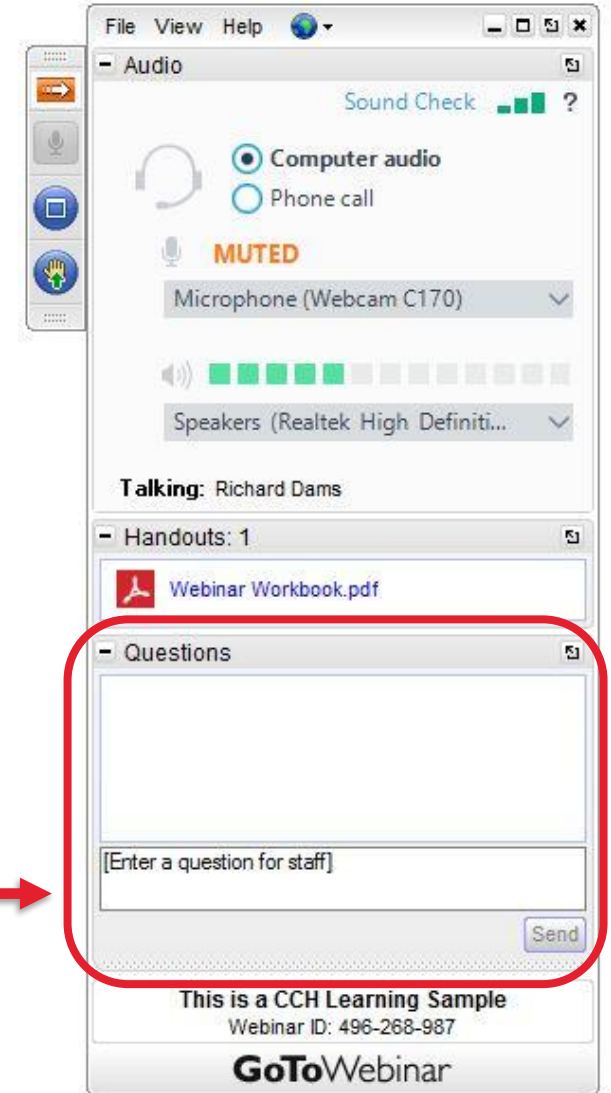 File View Help
Audio
Sound Check ?
Computer audio
Phone call
MUTED
Microphone (Webcam C170)
Speakers (Realtek High Definiti...
Talking: Richard Dams
Handouts: 1
Webinar Workbook.pdf
Questions
[Enter a question for staff]
Send
This is a CCH Learning Sample
Webinar ID: 496-268-987
GoToWebinar